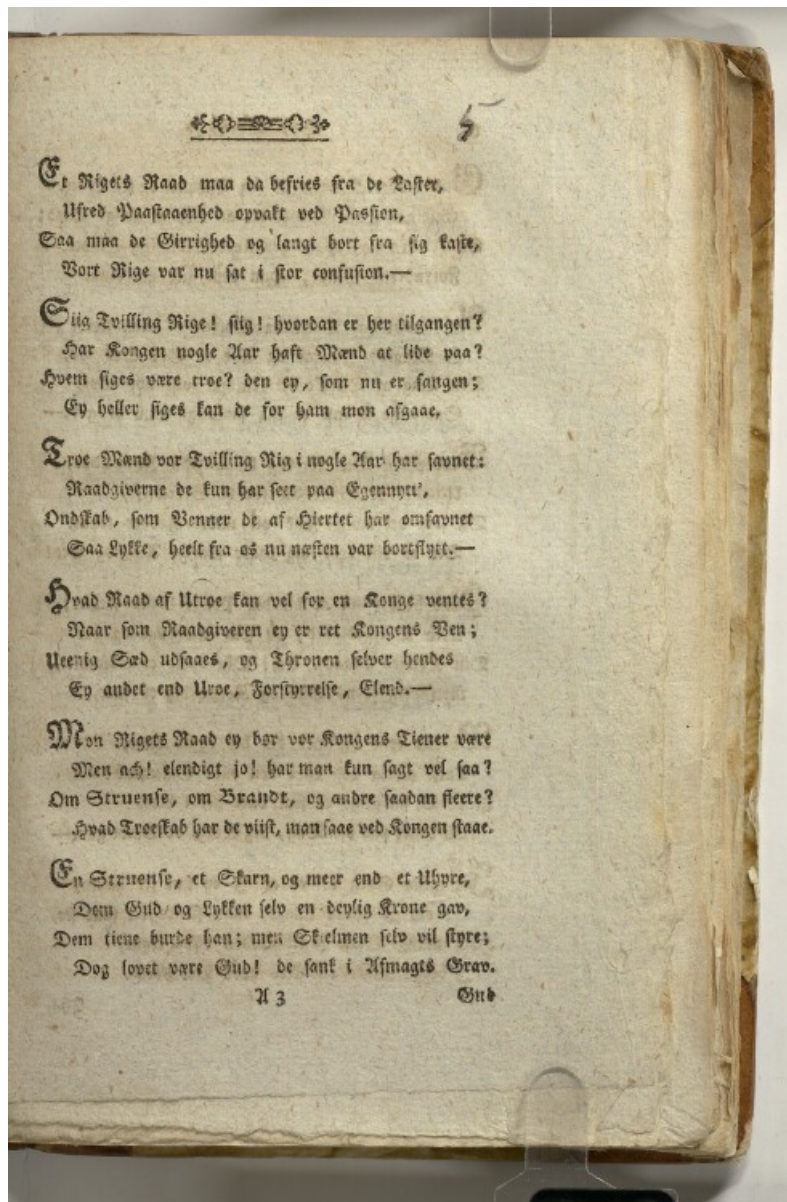 5
Et Rigets Raad maa da befries fra de Laster,
Ufred Paastaaenhed opvakt ved Passion,
Saa maa de Girrighed og langt bort fra sig kaste,
Vort Rige var nu sat i stor confusion.—
Siig Tvilling Rige! siig! hvordan er her tilgangen?
Har Kongen nogle Aar haft Mænd at lide paa?
Hvem siges være troe? den ey, som nu er fangen;
Ey heller siges kan de for ham mon afgaae.
Troe Mænd vor Tvilling Rig i nogle Aar har savnet:
Raadgiverne de kun har seet paa Egennytt',
Ondskab, som Venner de af Hiertet har omfavnet
Saa Lykke, heelt fra os nu næsten var bortflytt.—
Hvad Raad af Utroe kan vel for en Konge ventes?
Naar som Raadgiveren ey er ret Kongens Ven;
Ueenig Sæd udsaaes, og Thronen selver hendes
Ey andet end Uroe, Forstyrrelse, Elend.—
Mon Rigets Raad ey bør vor Kongens Tiener være
Men ach! elendigt jo! har man kun sagt vel saa?
Om Struense, om Brandt, og andre saadan fleere?
Hvad Troeskab har de viist, man saae ved Kongen staae.
En Struense, et Skarn, og meer end et Uhyre,
Dem Gud og Lykken selv en deylig Krone gav,
Dem tiene burde han; men Skielmen selv vil styre;
Dog lovet være Gud! de sank i Afmagts Grav.
A 3 Gud